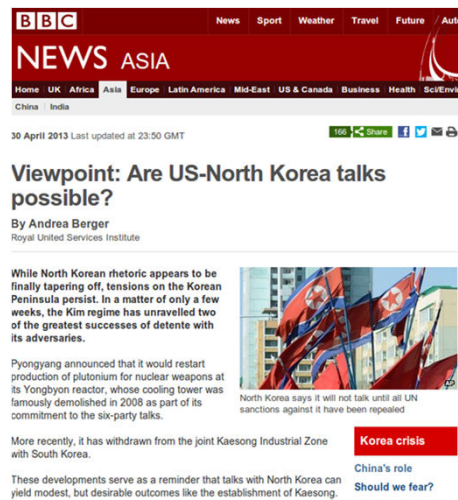 BBC
News Sport Weather Travel Future
NEWS ASIA
Home UK Africa Asia Europe Latin America Mid-East US & Canada Business Health Sci/Envi
China India
30 April 2013 Last updated at 23:50 GMT
166 Share
Viewpoint: Are US-North Korea talks
possible?
By Andrea Berger
Royal United Services Institute
While North Korean rhetoric appears to be
finally tapering off, tensions on the Korean
Peninsula persist. In a matter of only a few
weeks, the Kim regime has unravelled two
of the greatest successes of detente with
its adversaries.
AP
North Korea says it will not talk until all UN
sanctions against it have been repealed
Pyongyang announced that it would restart
production of plutonium for nuclear weapons at
its Yongbyon reactor, whose cooling tower was
famously demolished in 2008 as part of its
commitment to the six-party talks.
More recently, it has withdrawn from the joint Kaesong Industrial Zone
with South Korea.
These developments serve as a reminder that talks with North Korea can
yield modest, but desirable outcomes like the establishment of Kaesong.
Korea crisis
China's role
Should we fear?